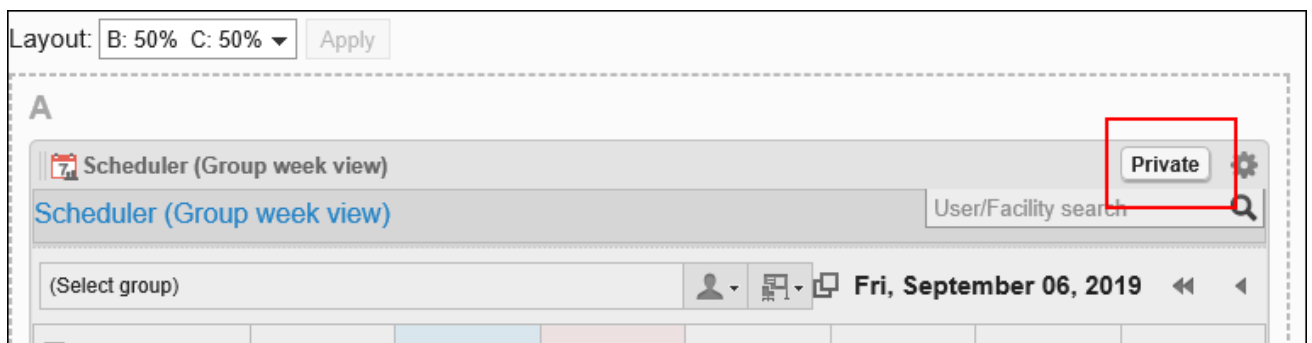 Layout: B: 50% C: 50% Apply
A
Scheduler (Group week view) Private
Scheduler (Group week view) User/Facility search
(Select group) Fri, September 06, 2019